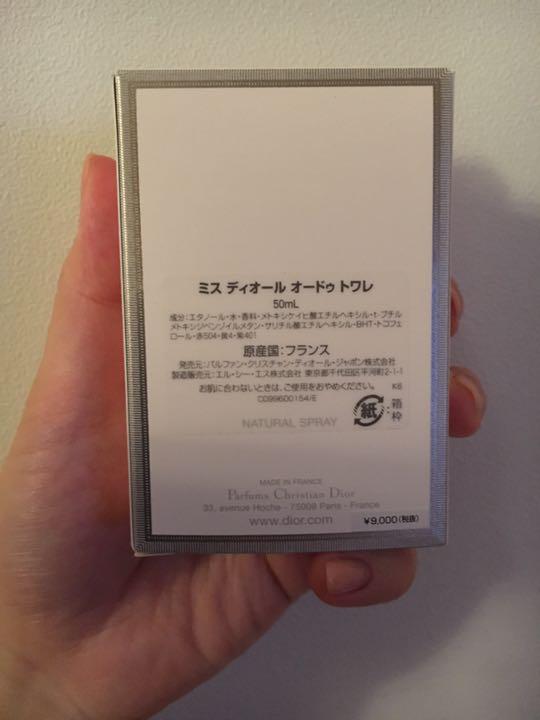 ミス ディオール オードゥ トワレ
50mL
成分:エタノール・水・香料・メトキシケイヒ酸エチルヘキシル・t-ブチル
メトキシジベンゾイルメタン・サリチル酸エチルヘキシル・BHT・トコフェ
ロール・赤504・黄4・紫401
原産国:フランス
発売元:パルファン・クリスチャン・ディオール・ジャポン株式会社
製造販売元:エル・シー・エス株式会社 東京都千代田区平河町2-1-1
お肌に合わないときは、ご使用をおやめください。 K6
CD99600154/E
紙 :箱
枠
NATURAL SPRAY
MADE IN FRANCE
Parfums Christian Dior
33, avenue Hoche - 75008 Paris - France
www.dior.com
¥9,000(税抜)